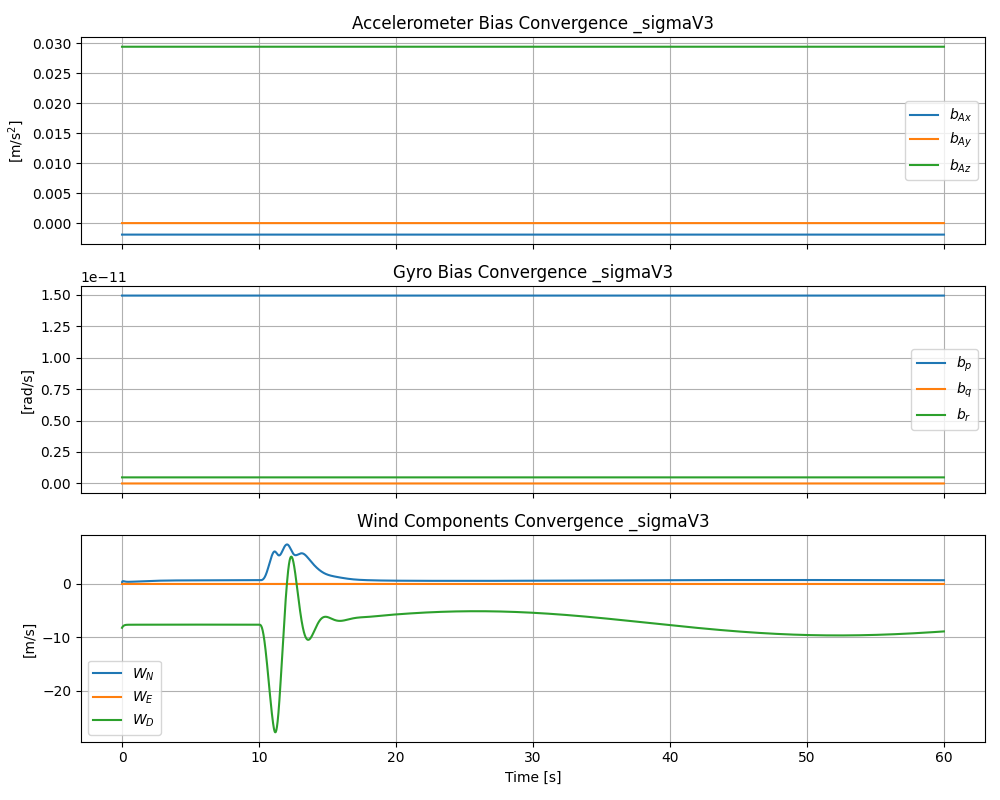 Accelerometer Bias Convergence _sigmaV3
0.030
0.025
0.020
0.015
0.010
0.005
0.000
[m/s²]
b_Ax
b_Ay
b_Az
Gyro Bias Convergence _sigmaV3
1e−11
1.50
1.25
1.00
0.75
0.50
0.25
0.00
[rad/s]
b_p
b_q
b_r
Wind Components Convergence _sigmaV3
0
−10
−20
[m/s]
W_N
W_E
W_D
0 10 20 30 40 50 60
Time [s]